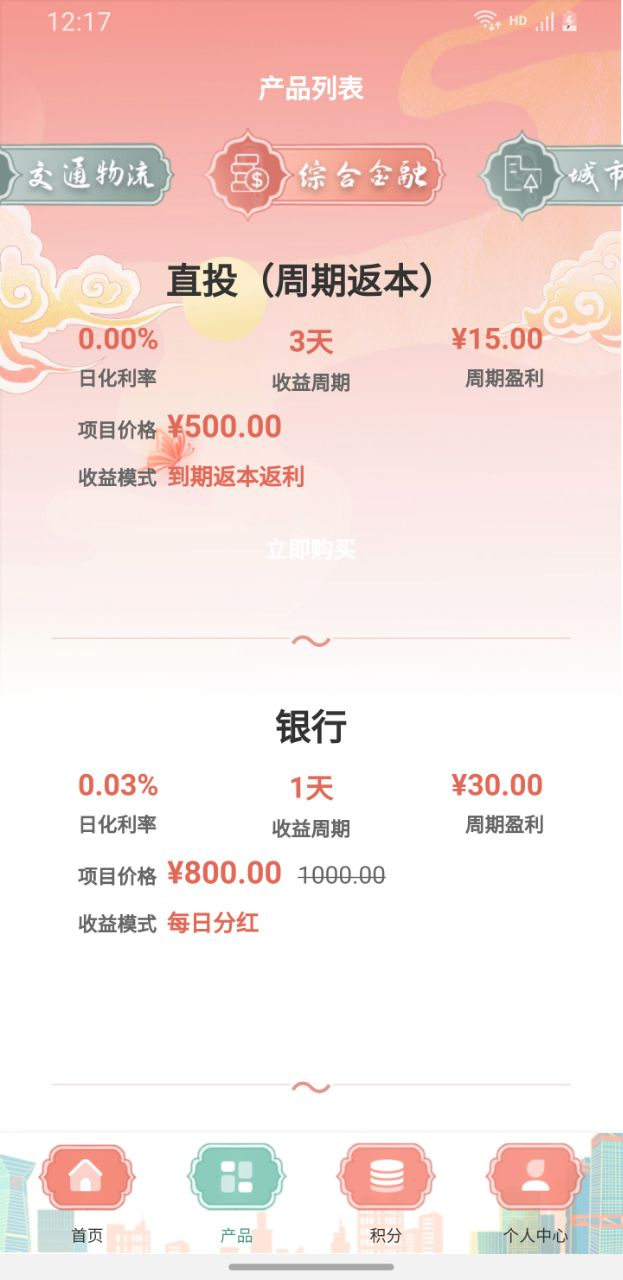 12:17
HD
产品列表
交通物流
综合金融
城市
直投（周期返本）
0.00% 3天 ¥15.00
日化利率 收益周期 周期盈利
项目价格 ¥500.00
收益模式 到期返本返利
立即购买
银行
0.03% 1天 ¥30.00
日化利率 收益周期 周期盈利
项目价格 ¥800.00 1000.00
收益模式 每日分红
首页 产品 积分 个人中心